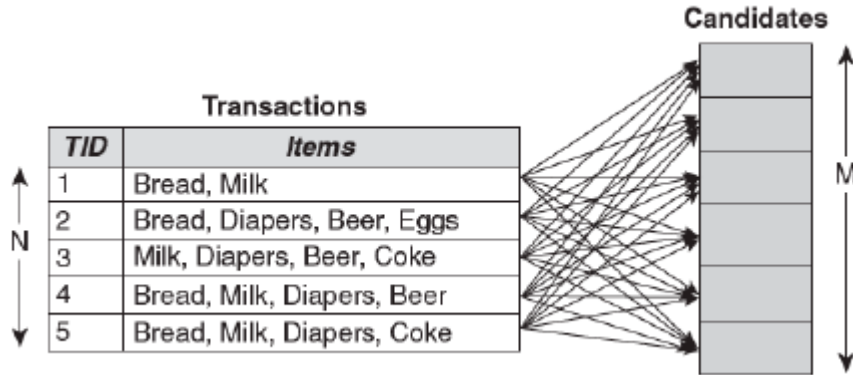 Candidates
Transactions
TID Items
1 Bread, Milk
2 Bread, Diapers, Beer, Eggs
3 Milk, Diapers, Beer, Coke
4 Bread, Milk, Diapers, Beer
5 Bread, Milk, Diapers, Coke
N
M